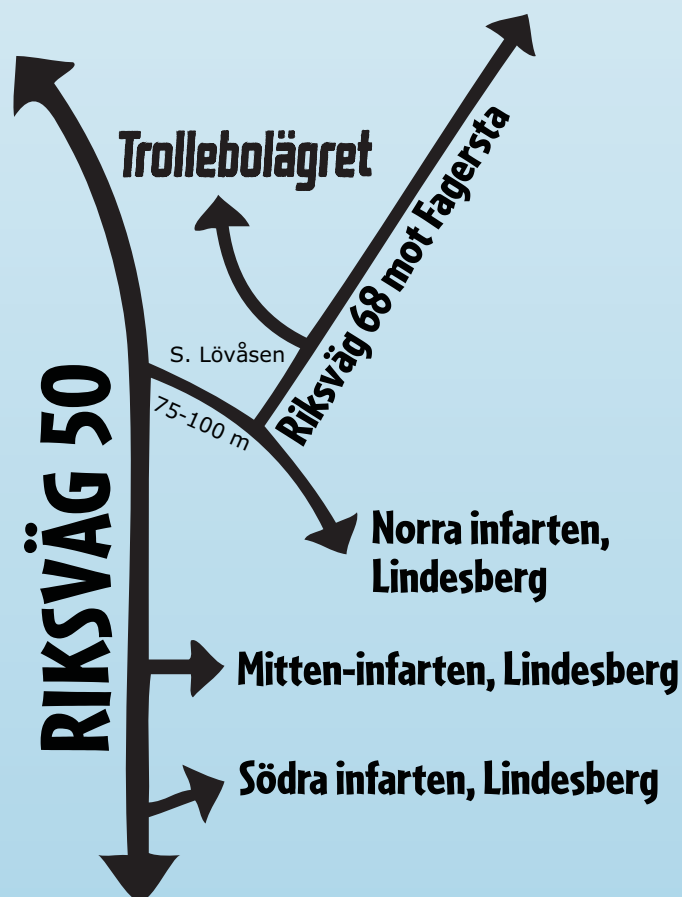 Trollebolägret
Riksväg 68 mot Fagersta
S. Lövåsen
75-100 m
RIKSVÄG 50
Norra infarten,
Lindesberg
Mitten-infarten, Lindesberg
Södra infarten, Lindesberg